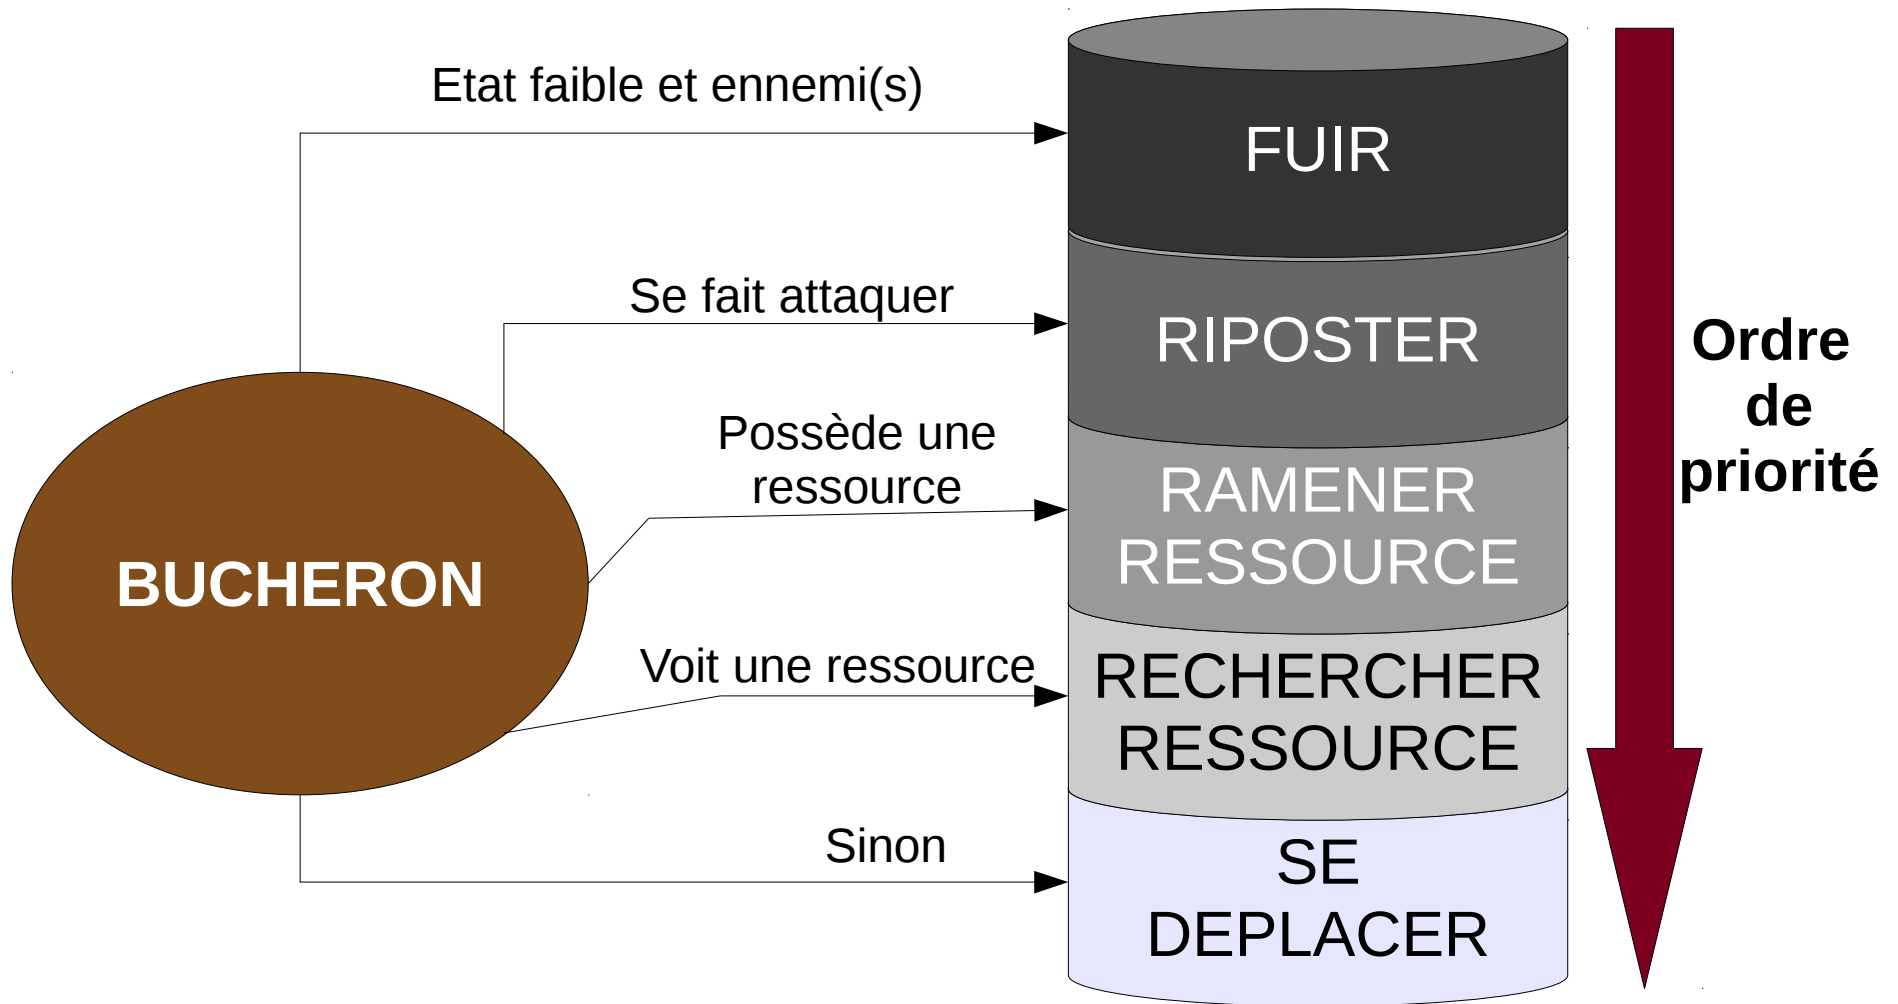 Etat faible et ennemi(s)
FUIR
Se fait attaquer
RIPOSTER
Ordre
de
priorité
Possède une
ressource
RAMENER
RESSOURCE
BUCHERON
Voit une ressource
RECHERCHER
RESSOURCE
Sinon
SE
DEPLACER